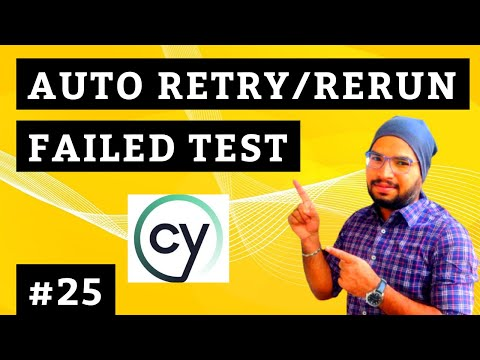 AUTO RETRY/RERUN
FAILED TEST
cy
#25